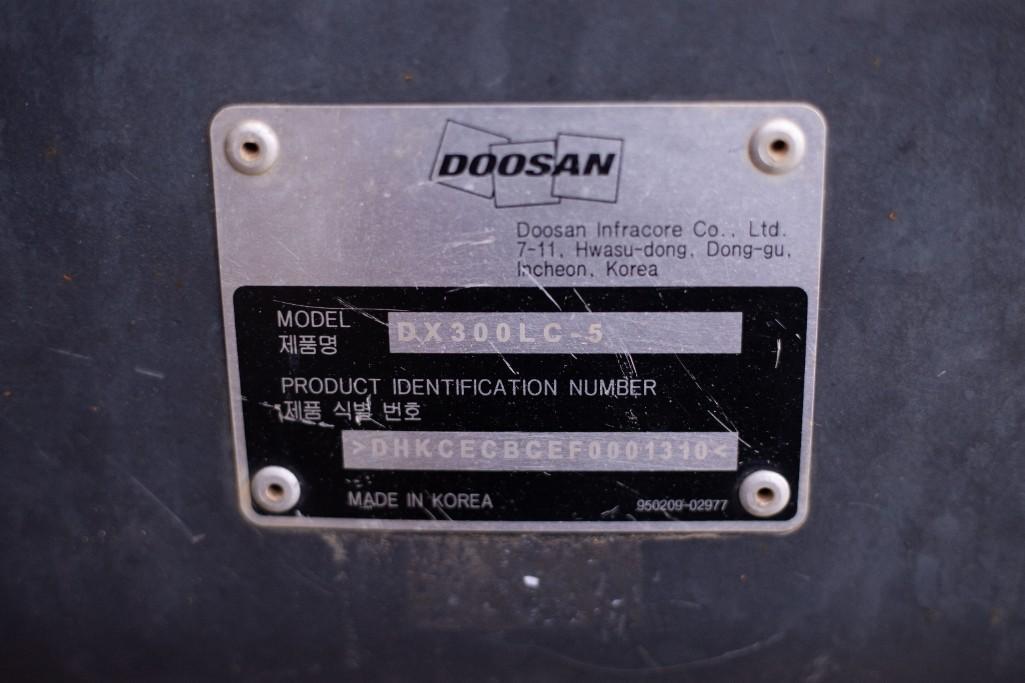 DOOSAN
Doosan Infracore Co., Ltd.
7-11, Hwasu-dong, Dong-gu,
Incheon, Korea
MODEL DX300LC-5
제품명
PRODUCT IDENTIFICATION NUMBER
제품 식별 번호
>DHKCECBCEF0001310<
MADE IN KOREA 950209-02977